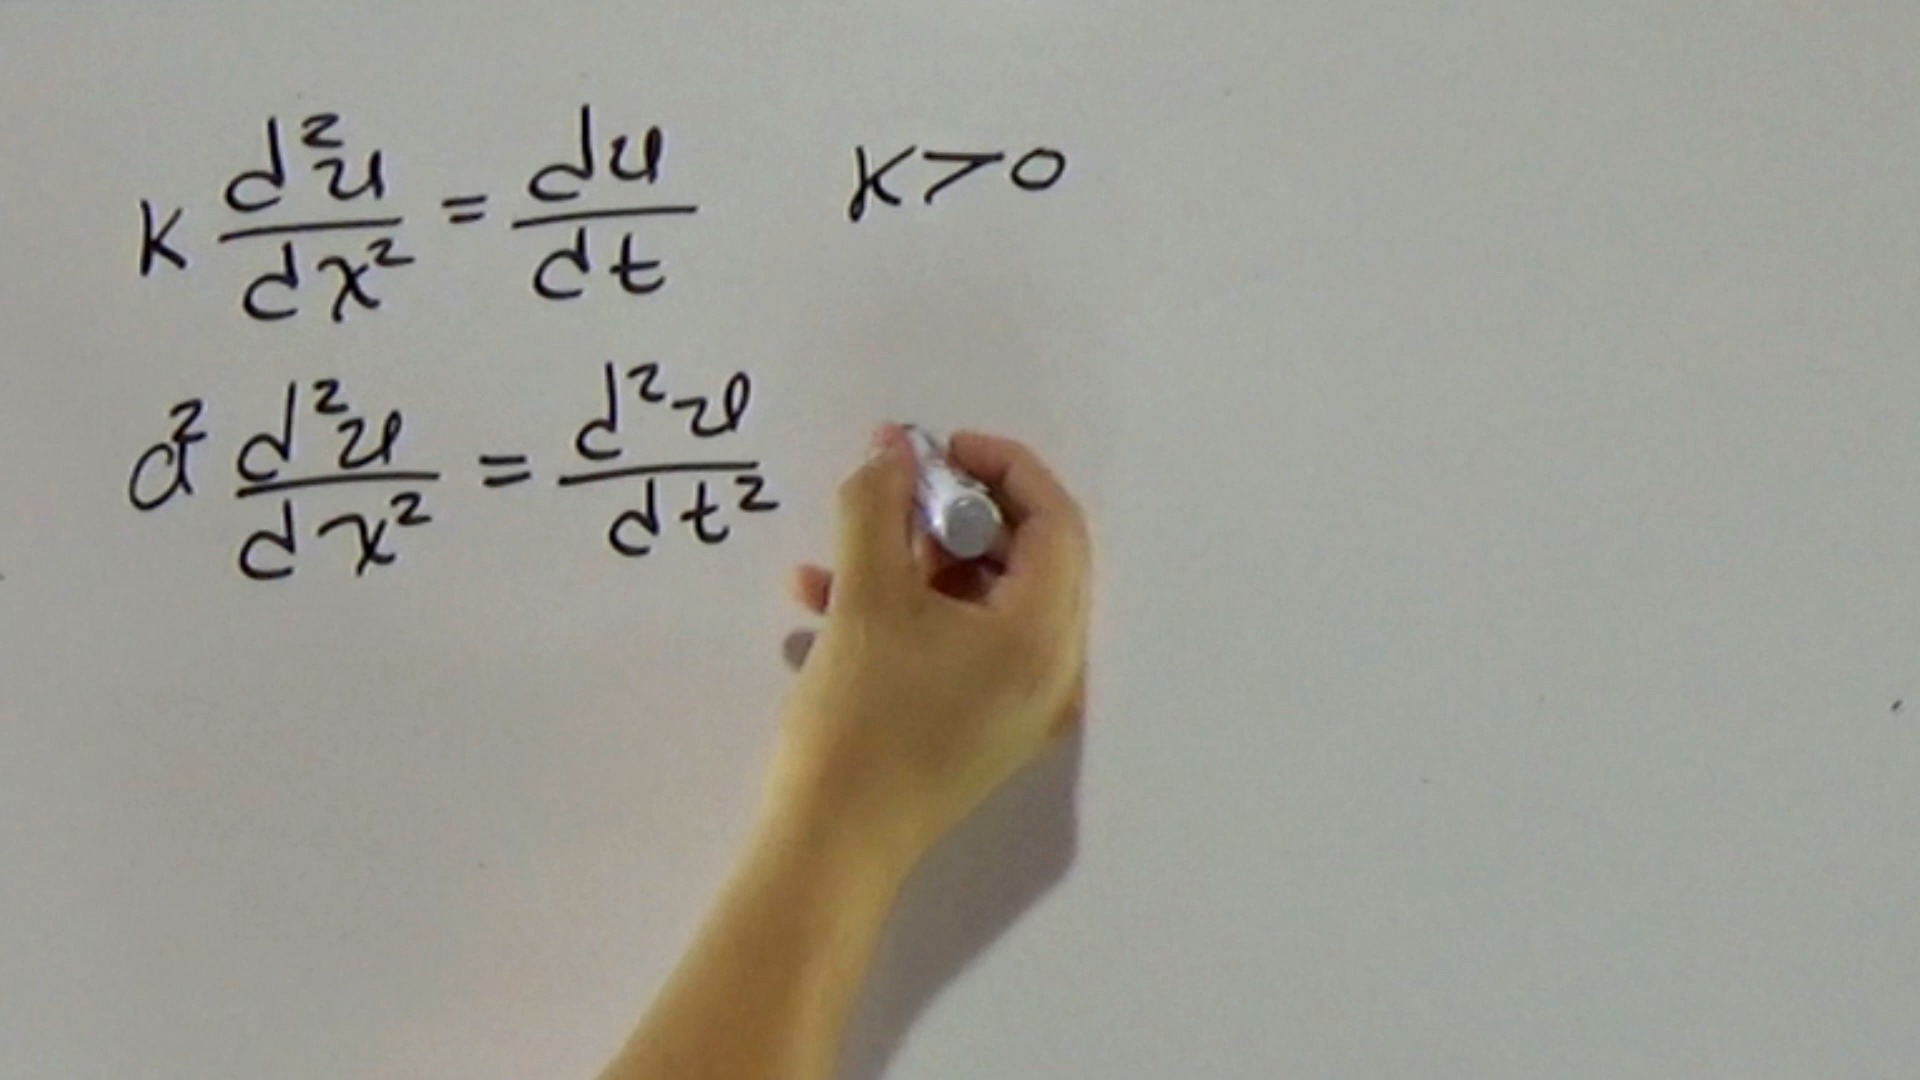 k d²u/dx² = du/dt   k>0
a² d²u/dx² = d²u/dt²